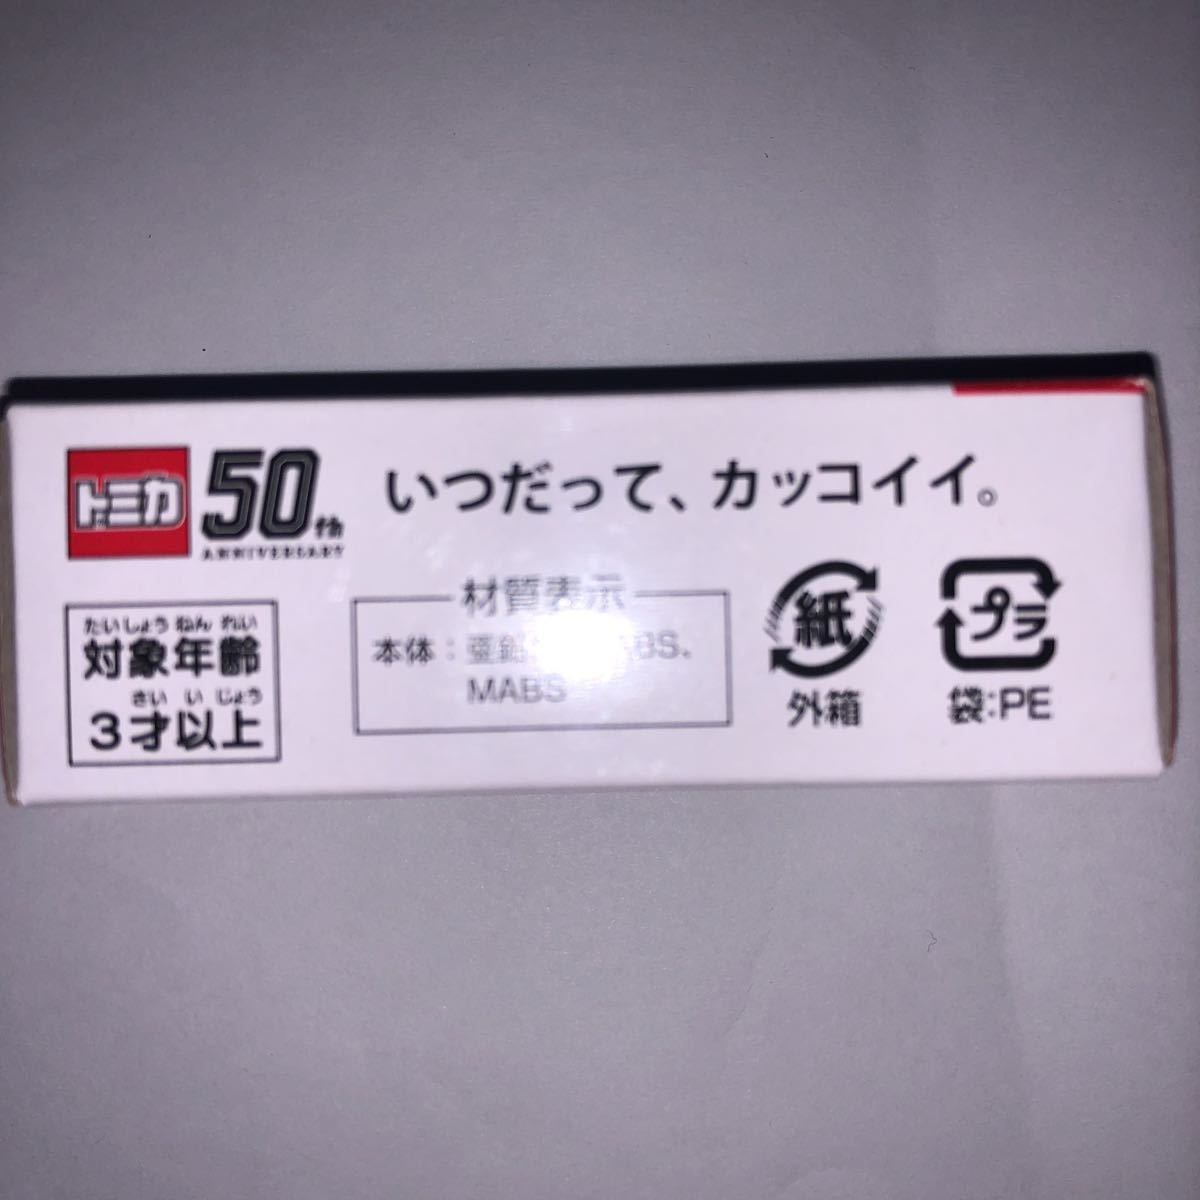 トミカ 50th
ANNIVERSARY
いつだって、カッコイイ。
たいしょう ねん れい
対象年齢
さい い じょう
3才以上
材質表示
本体：亜鉛 ABS、
MABS
紙
外箱
プラ
袋：PE